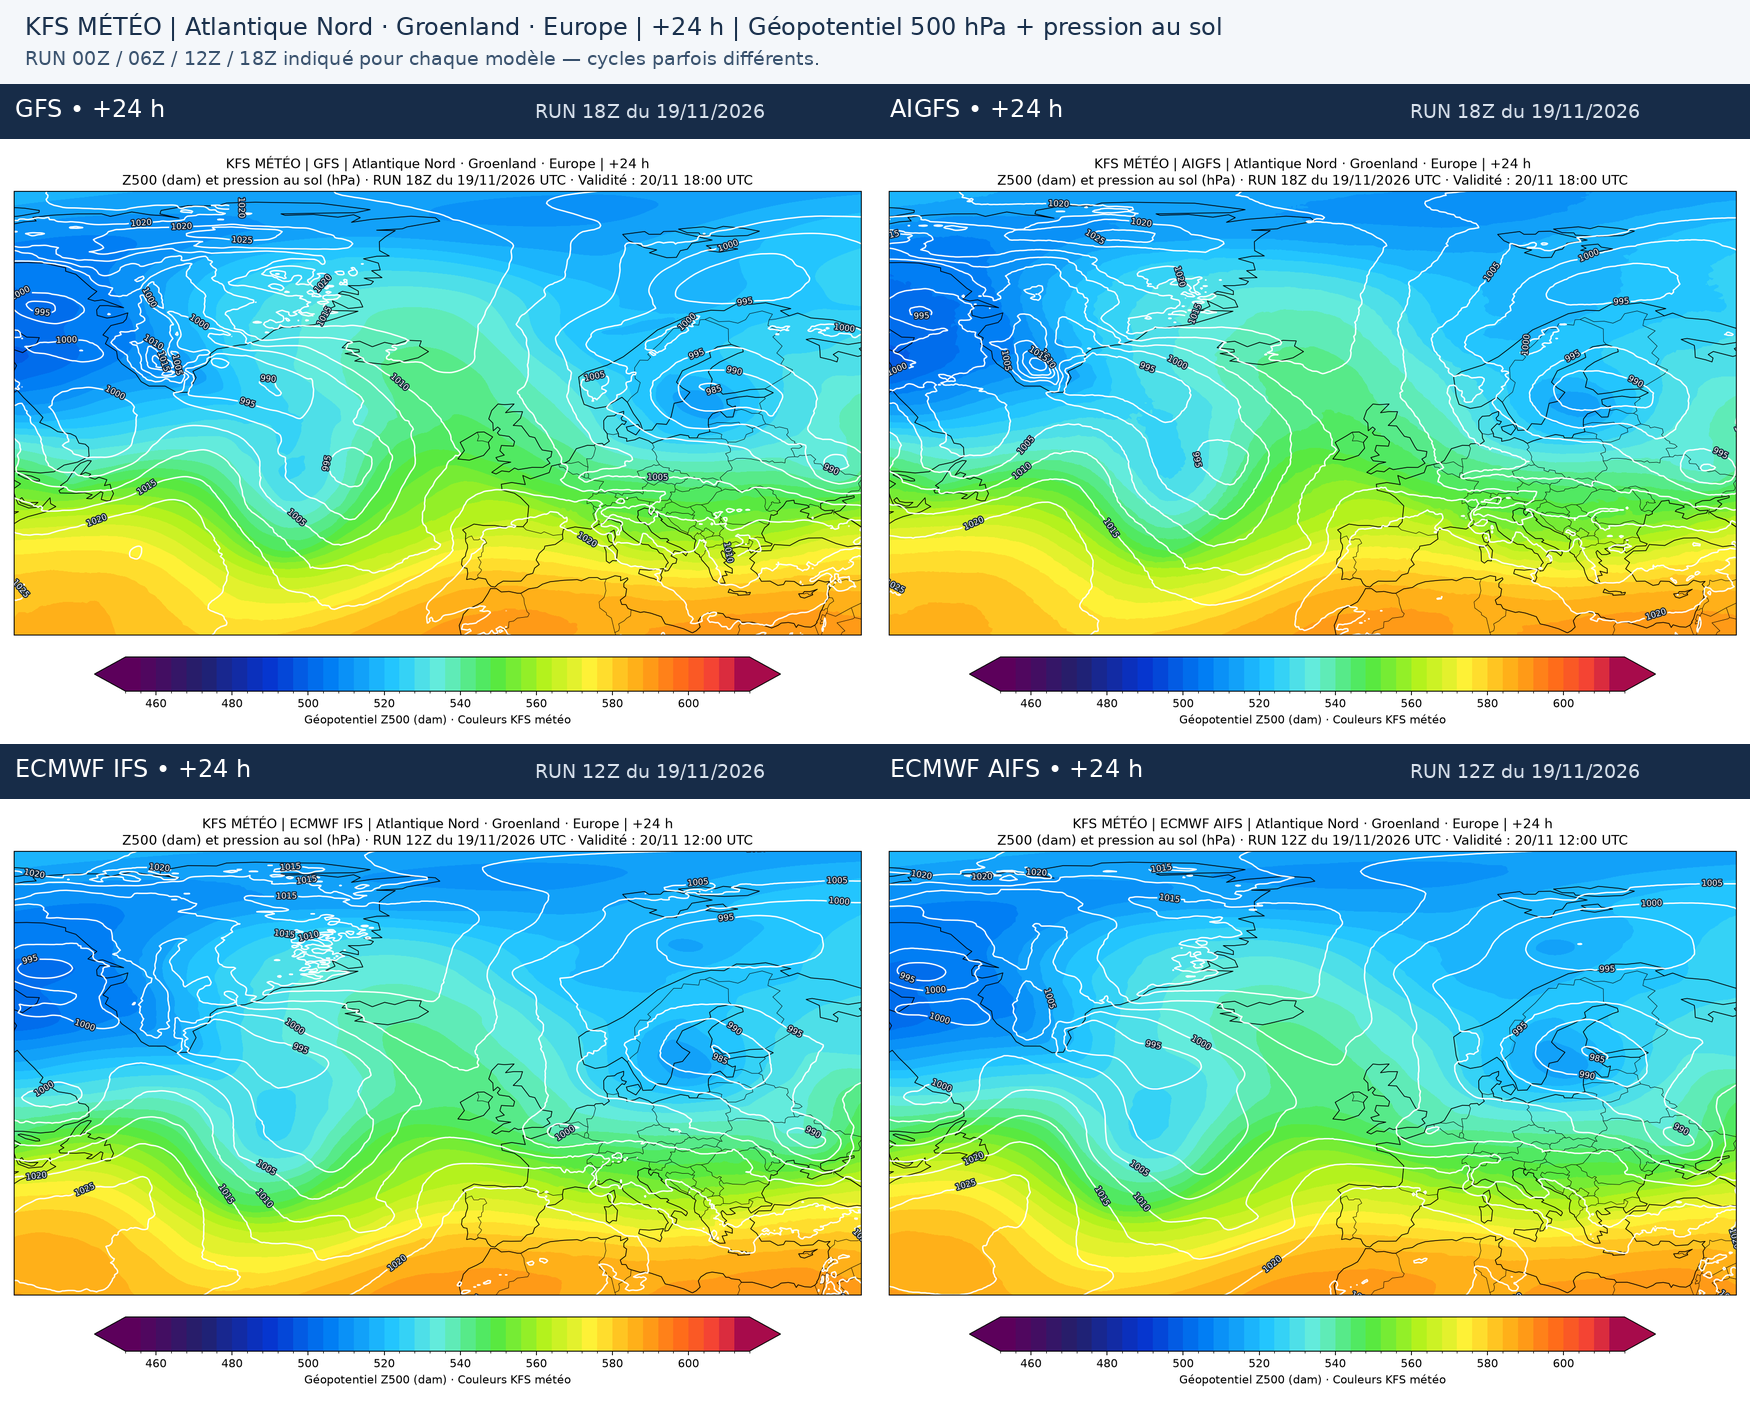 KFS MÉTÉO | Atlantique Nord · Groenland · Europe | +24 h | Géopotentiel 500 hPa + pression au sol
RUN 00Z / 06Z / 12Z / 18Z indiqué pour chaque modèle — cycles parfois différents.
GFS • +24 h
RUN 18Z du 19/11/2026
AIGFS • +24 h
RUN 18Z du 19/11/2026
KFS MÉTÉO | GFS | Atlantique Nord · Groenland · Europe | +24 h
Z500 (dam) et pression au sol (hPa) · RUN 18Z du 19/11/2026 UTC · Validité : 20/11 18:00 UTC
KFS MÉTÉO | AIGFS | Atlantique Nord · Groenland · Europe | +24 h
Z500 (dam) et pression au sol (hPa) · RUN 18Z du 19/11/2026 UTC · Validité : 20/11 18:00 UTC
460 480 500 520 540 560 580 600
Géopotentiel Z500 (dam) · Couleurs KFS météo
460 480 500 520 540 560 580 600
Géopotentiel Z500 (dam) · Couleurs KFS météo
ECMWF IFS • +24 h
RUN 12Z du 19/11/2026
ECMWF AIFS • +24 h
RUN 12Z du 19/11/2026
KFS MÉTÉO | ECMWF IFS | Atlantique Nord · Groenland · Europe | +24 h
Z500 (dam) et pression au sol (hPa) · RUN 12Z du 19/11/2026 UTC · Validité : 20/11 12:00 UTC
KFS MÉTÉO | ECMWF AIFS | Atlantique Nord · Groenland · Europe | +24 h
Z500 (dam) et pression au sol (hPa) · RUN 12Z du 19/11/2026 UTC · Validité : 20/11 12:00 UTC
460 480 500 520 540 560 580 600
Géopotentiel Z500 (dam) · Couleurs KFS météo
460 480 500 520 540 560 580 600
Géopotentiel Z500 (dam) · Couleurs KFS météo